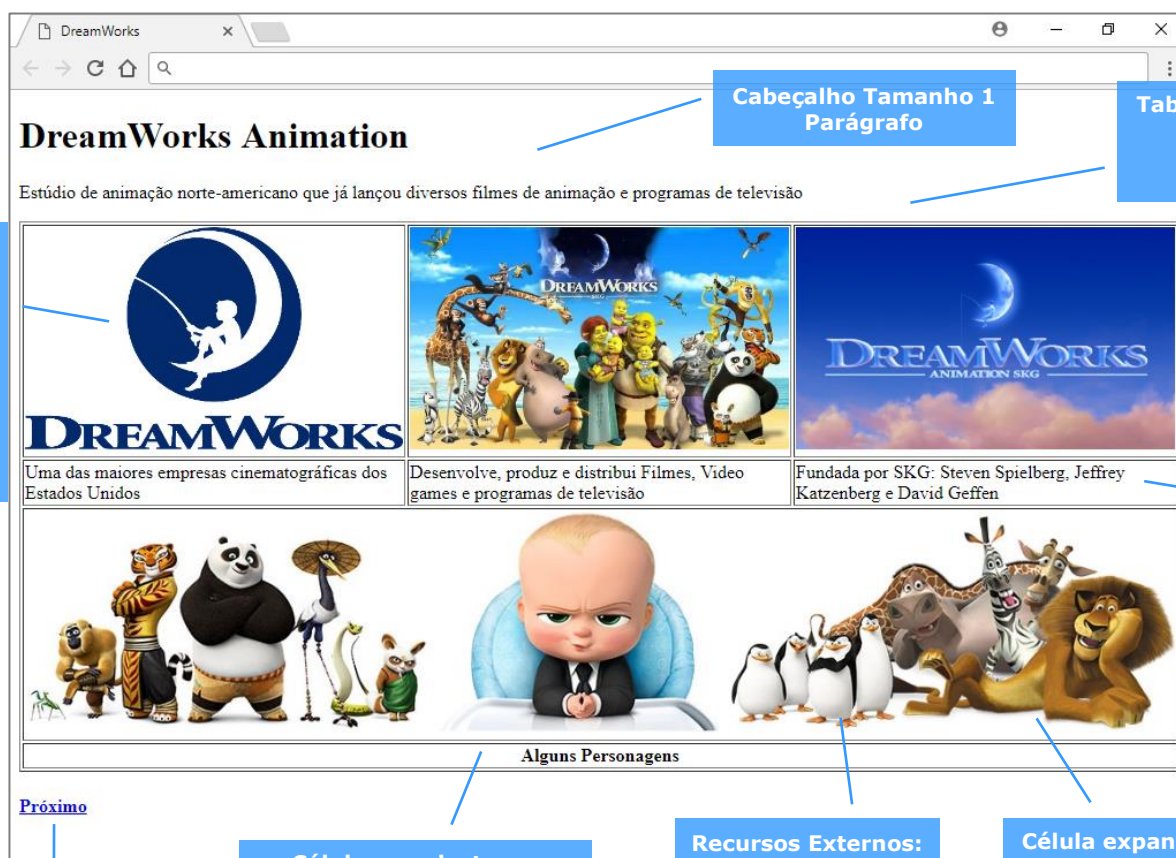 DreamWorks
Cabeçalho Tamanho 1
Parágrafo
DreamWorks Animation
Estúdio de animação norte-americano que já lançou diversos filmes de animação e programas de televisão
DREAMWORKS
DREAMWORKS
SKG
DREAMWORKS
ANIMATION SKG
Uma das maiores empresas cinematográficas dos
Estados Unidos
Desenvolve, produz e distribui Filmes, Video
games e programas de televisão
Fundada por SKG: Steven Spielberg, Jeffrey
Katzenberg e David Geffen
Alguns Personagens
Próximo
Recursos Externos: